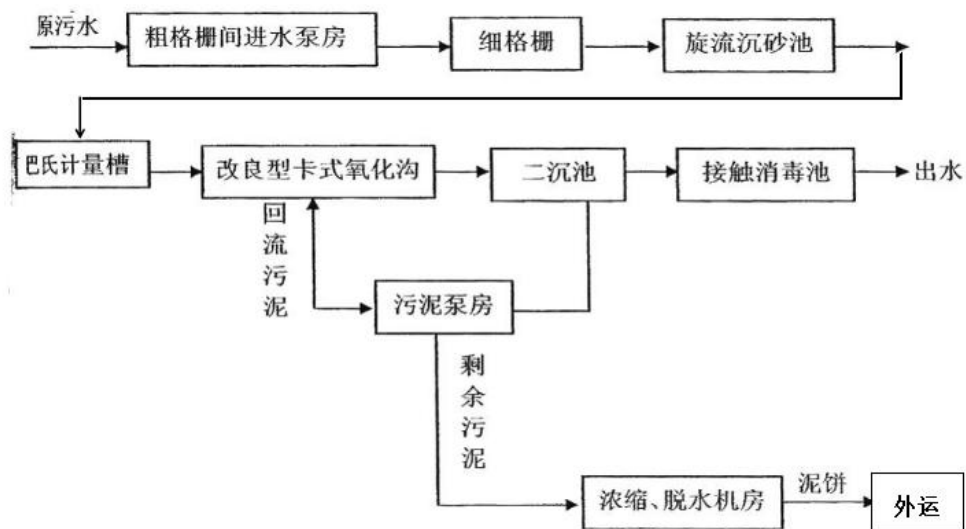 原污水
粗格栅间进水泵房
细格栅
旋流沉砂池
巴氏计量槽
改良型卡式氧化沟
二沉池
接触消毒池
出水
回流污泥
污泥泵房
剩余污泥
浓缩、脱水机房
泥饼
外运